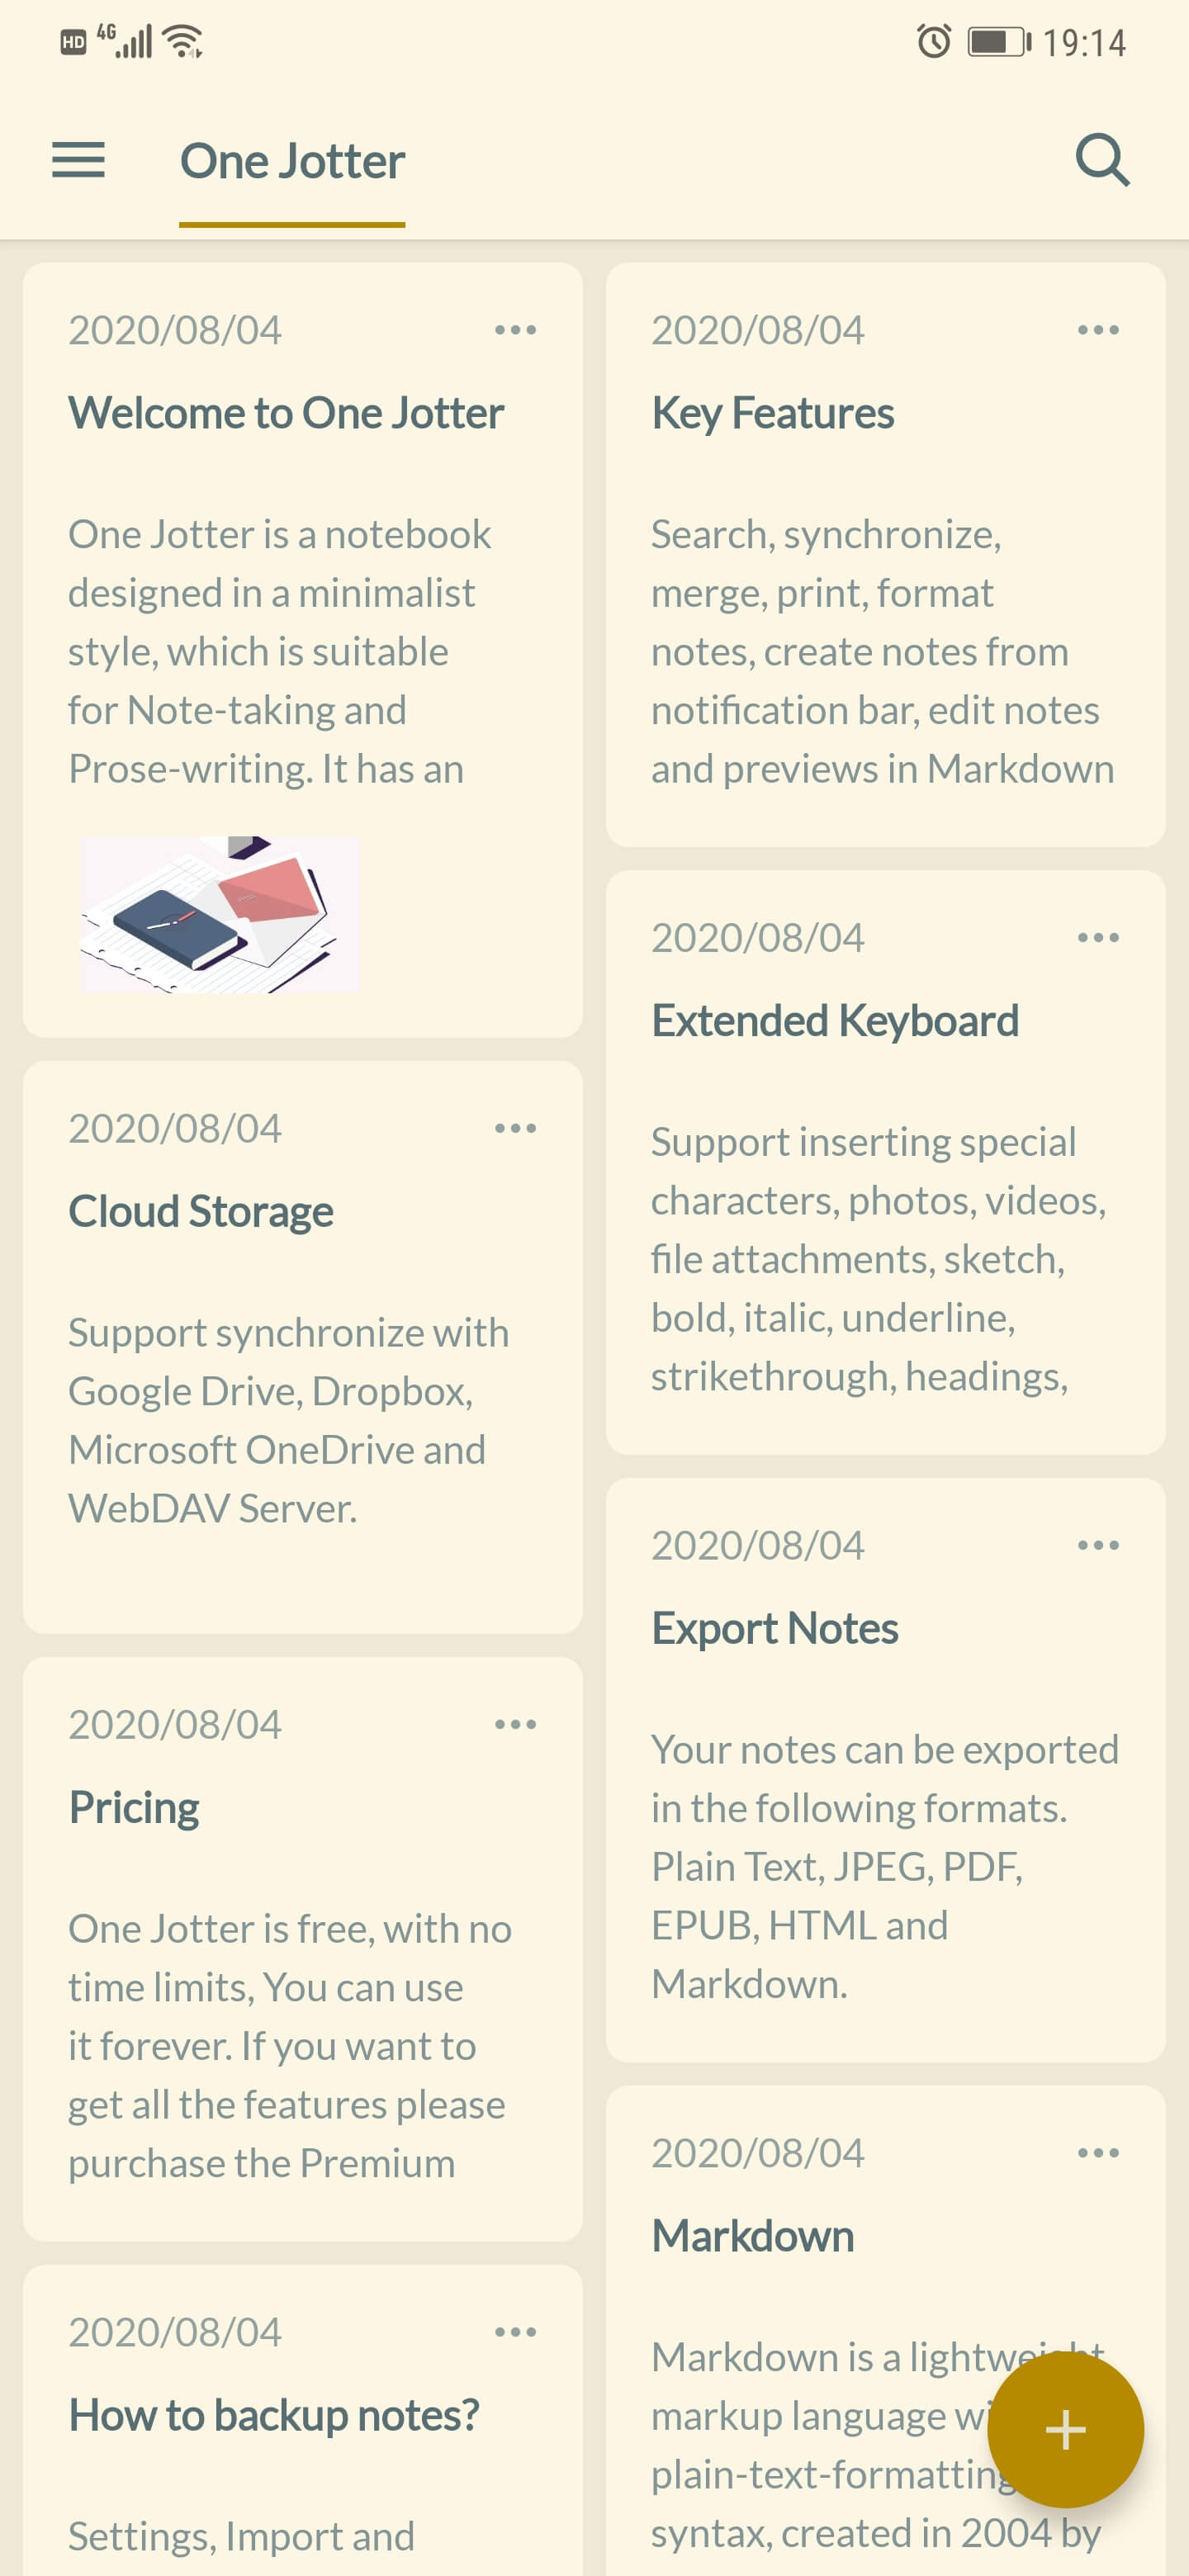 HD 4G 19:14
One Jotter
2020/08/04
Welcome to One Jotter
One Jotter is a notebook
designed in a minimalist
style, which is suitable
for Note-taking and
Prose-writing. It has an
2020/08/04
Cloud Storage
Support synchronize with
Google Drive, Dropbox,
Microsoft OneDrive and
WebDAV Server.
2020/08/04
Pricing
One Jotter is free, with no
time limits, You can use
it forever. If you want to
get all the features please
purchase the Premium
2020/08/04
How to backup notes?
Settings, Import and
2020/08/04
Key Features
Search, synchronize,
merge, print, format
notes, create notes from
notification bar, edit notes
and previews in Markdown
2020/08/04
Extended Keyboard
Support inserting special
characters, photos, videos,
file attachments, sketch,
bold, italic, underline,
strikethrough, headings,
2020/08/04
Export Notes
Your notes can be exported
in the following formats.
Plain Text, JPEG, PDF,
EPUB, HTML and
Markdown.
2020/08/04
Markdown
Markdown is a lightweight
markup language
plain-text-formatting
syntax, created in 2004 by